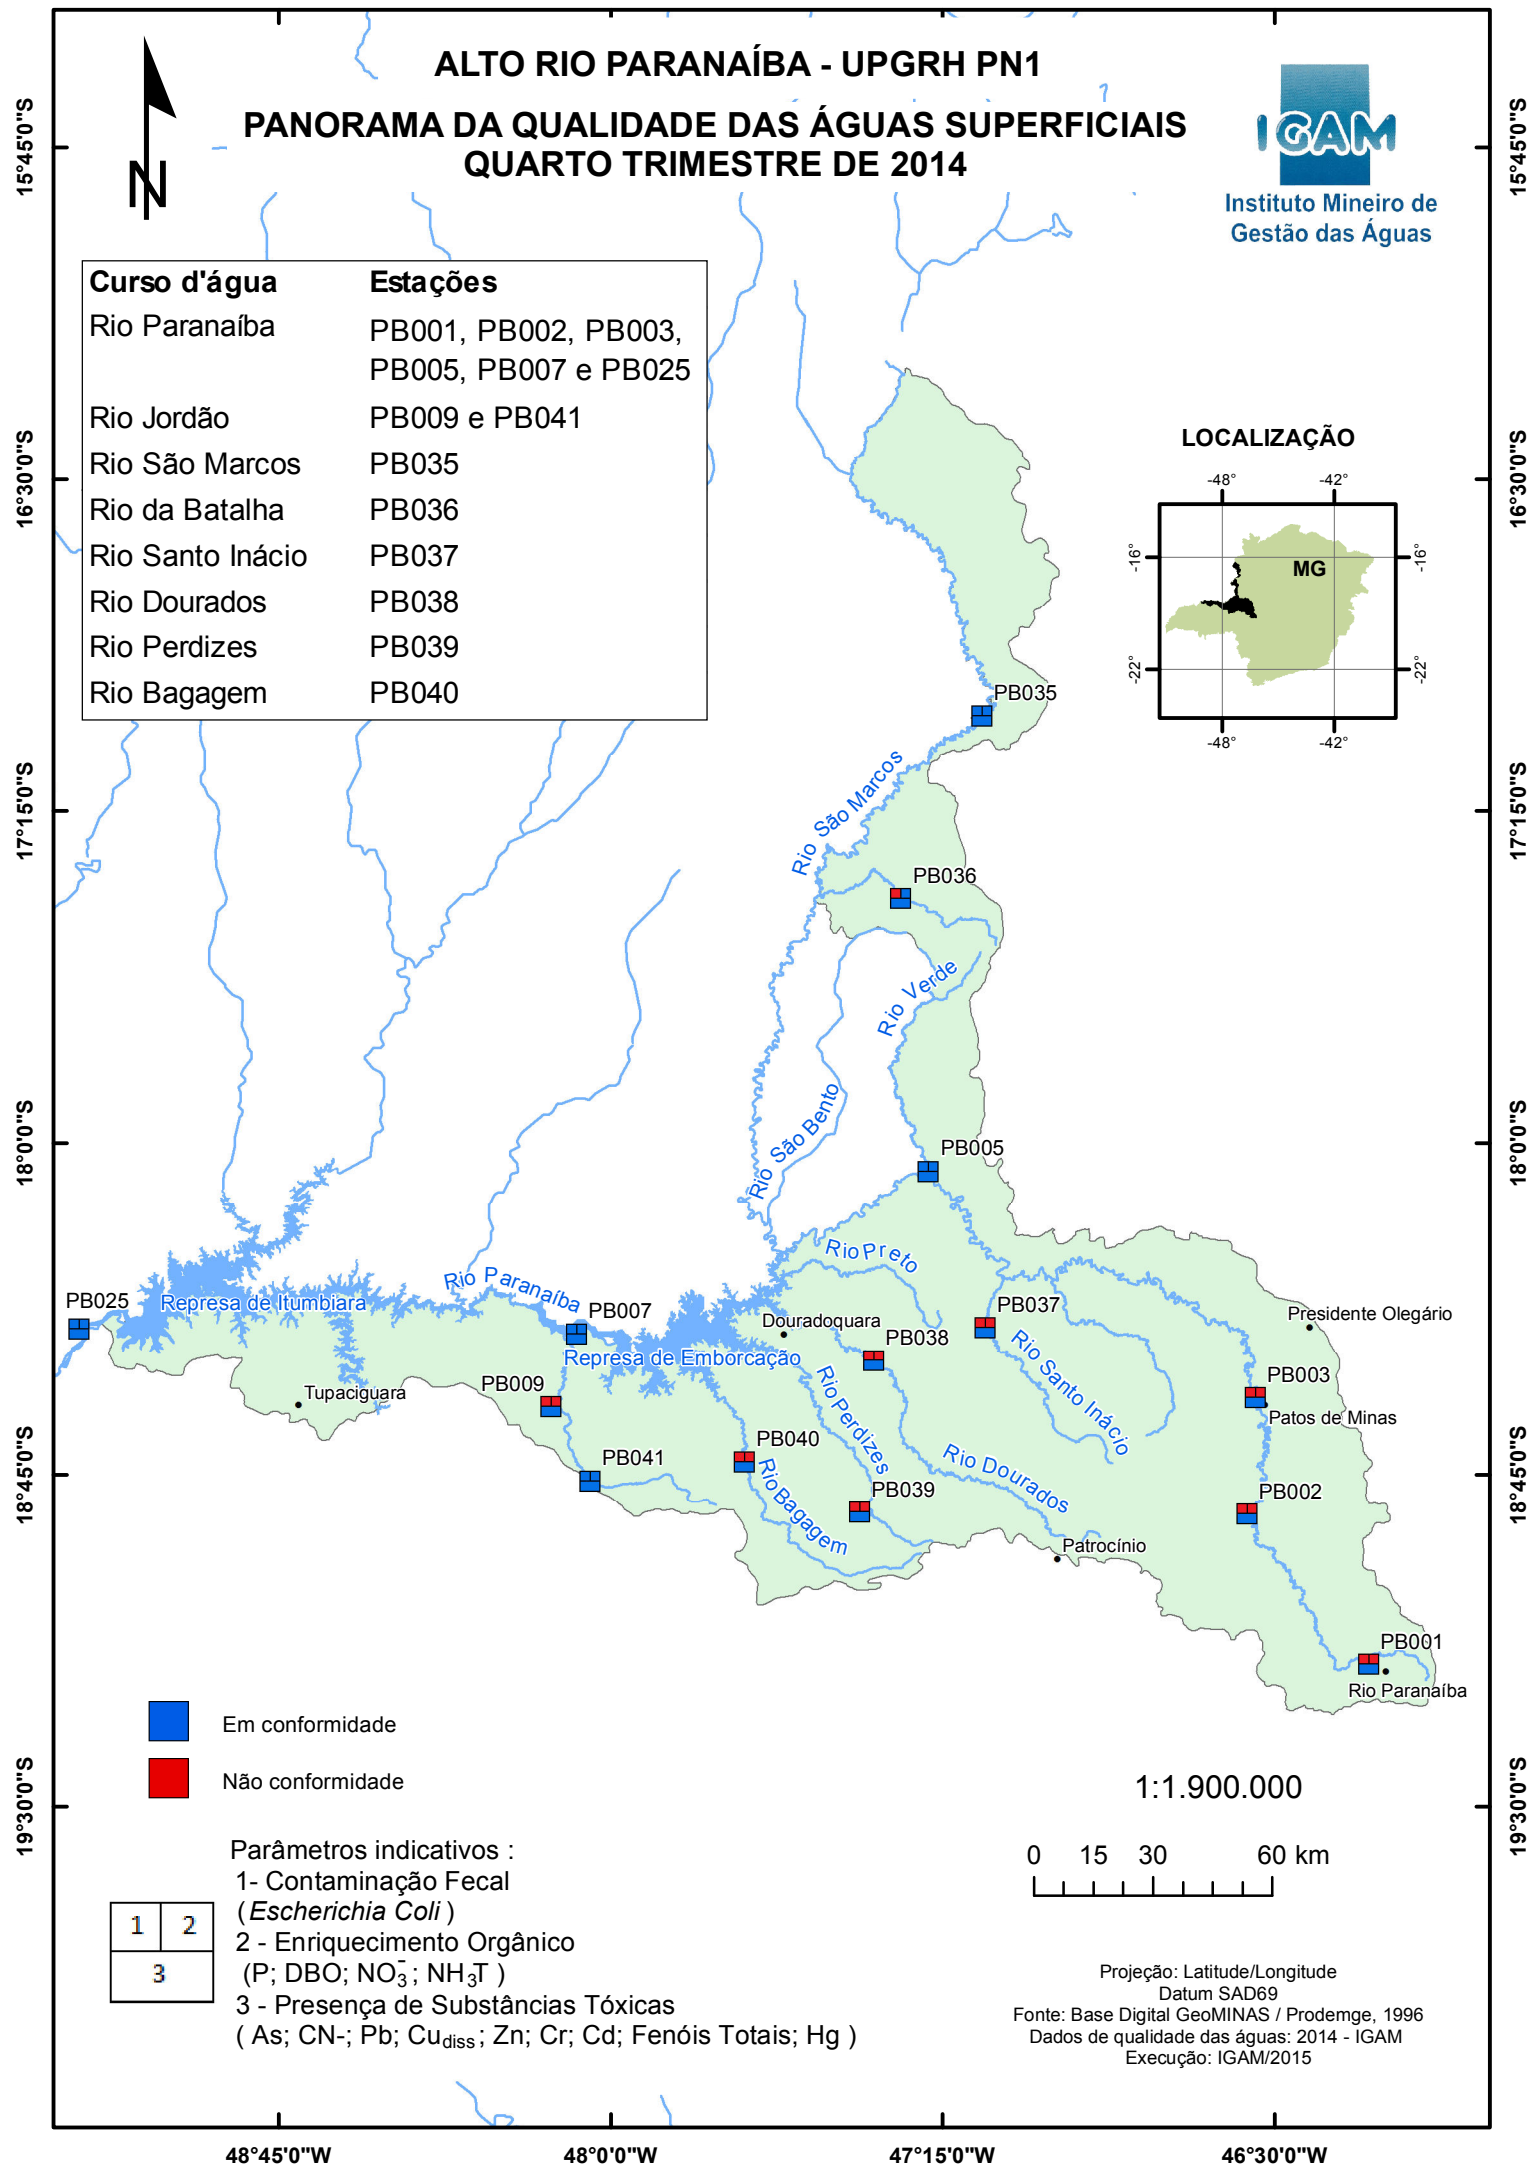 ALTO RIO PARANAÍBA - UPGRH PN1
PANORAMA DA QUALIDADE DAS ÁGUAS SUPERFICIAIS
QUARTO TRIMESTRE DE 2014
IGAM
Instituto Mineiro de
Gestão das Águas
N
Curso d'água Estações
Rio Paranaíba PB001, PB002, PB003,
PB005, PB007 e PB025
Rio Jordão PB009 e PB041
Rio São Marcos PB035
Rio da Batalha PB036
Rio Santo Inácio PB037
Rio Dourados PB038
Rio Perdizes PB039
Rio Bagagem PB040
LOCALIZAÇÃO
-48° -42°
-16° -16°
MG
-22° -22°
-48° -42°
15°45'0"S 15°45'0"S
16°30'0"S 16°30'0"S
17°15'0"S 17°15'0"S
18°0'0"S 18°0'0"S
18°45'0"S 18°45'0"S
19°30'0"S 19°30'0"S
PB035
Rio São Marcos
PB036
Rio Verde
Rio São Bento
PB005
Rio Preto
Rio Paranaíba
PB025
Represa de Itumbiara
PB007
Douradoquara
PB037
Presidente Olegário
PB038
Represa de Emborcação
Rio Santo Inácio
PB003
Patos de Minas
PB009
Tupaciguara
Rio Perdizes
PB040
PB041
Rio Bagagem
PB039
Rio Dourados
PB002
Patrocínio
PB001
Rio Paranaíba
Em conformidade
Não conformidade
Parâmetros indicativos :
1- Contaminação Fecal
(Escherichia Coli )
2 - Enriquecimento Orgânico
(P; DBO; NO₃⁻; NH₃T )
3 - Presença de Substâncias Tóxicas
( As; CN-; Pb; Cudiss; Zn; Cr; Cd; Fenóis Totais; Hg )
1 2
3
1:1.900.000
0 15 30 60 km
Projeção: Latitude/Longitude
Datum SAD69
Fonte: Base Digital GeoMINAS / Prodemge, 1996
Dados de qualidade das águas: 2014 - IGAM
Execução: IGAM/2015
48°45'0"W 48°0'0"W 47°15'0"W 46°30'0"W